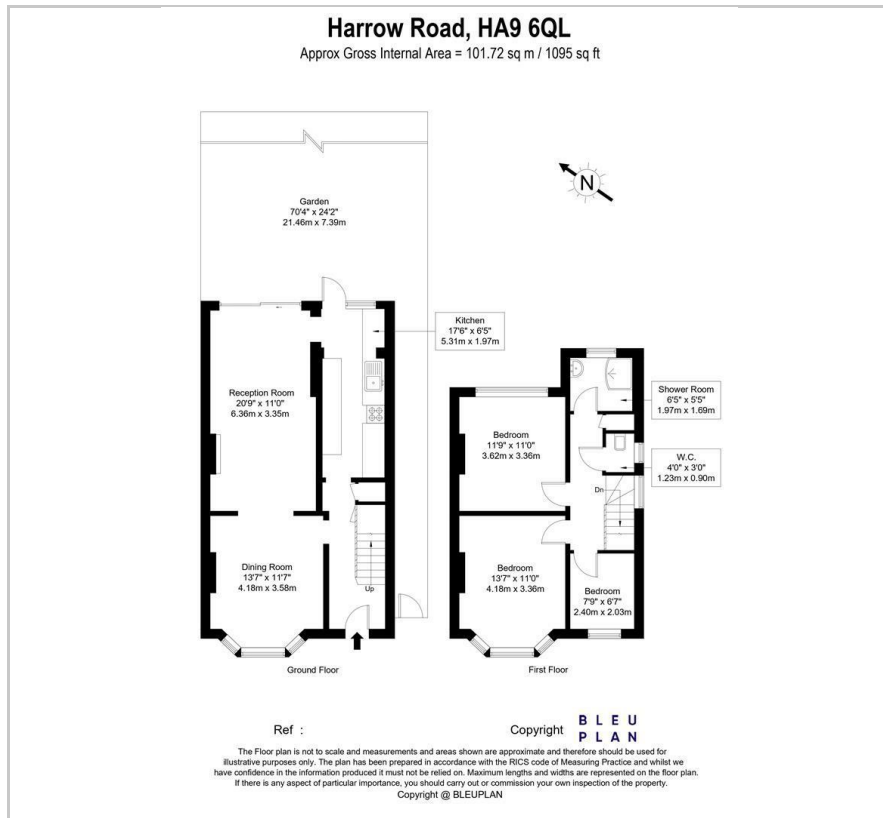 Harrow Road, HA9 6QL
Approx Gross Internal Area = 101.72 sq m / 1095 sq ft
N
Garden
70'4" x 24'2"
21.46m x 7.39m
Kitchen
17'6" x 6'5"
5.31m x 1.97m
Reception Room
20'9" x 11'0"
6.36m x 3.35m
Dining Room
13'7" x 11'7"
4.18m x 3.58m
Up
Ground Floor
Shower Room
6'5" x 5'5"
1.97m x 1.69m
Bedroom
11'9" x 11'0"
3.62m x 3.36m
W.C.
4'0" x 3'0"
1.23m x 0.90m
Dn
Bedroom
13'7" x 11'0"
4.18m x 3.36m
Bedroom
7'9" x 6'7"
2.40m x 2.03m
First Floor
Ref :
Copyright
BLEU
PLAN
The Floor plan is not to scale and measurements and areas shown are approximate and therefore should be used for
illustrative purposes only. The plan has been prepared in accordance with the RICS code of Measuring Practice and whilst we
have confidence in the information produced it must not be relied on. Maximum lengths and widths are represented on the floor plan.
If there is any aspect of particular importance, you should carry out or commission your own inspection of the property.
Copyright @ BLEUPLAN